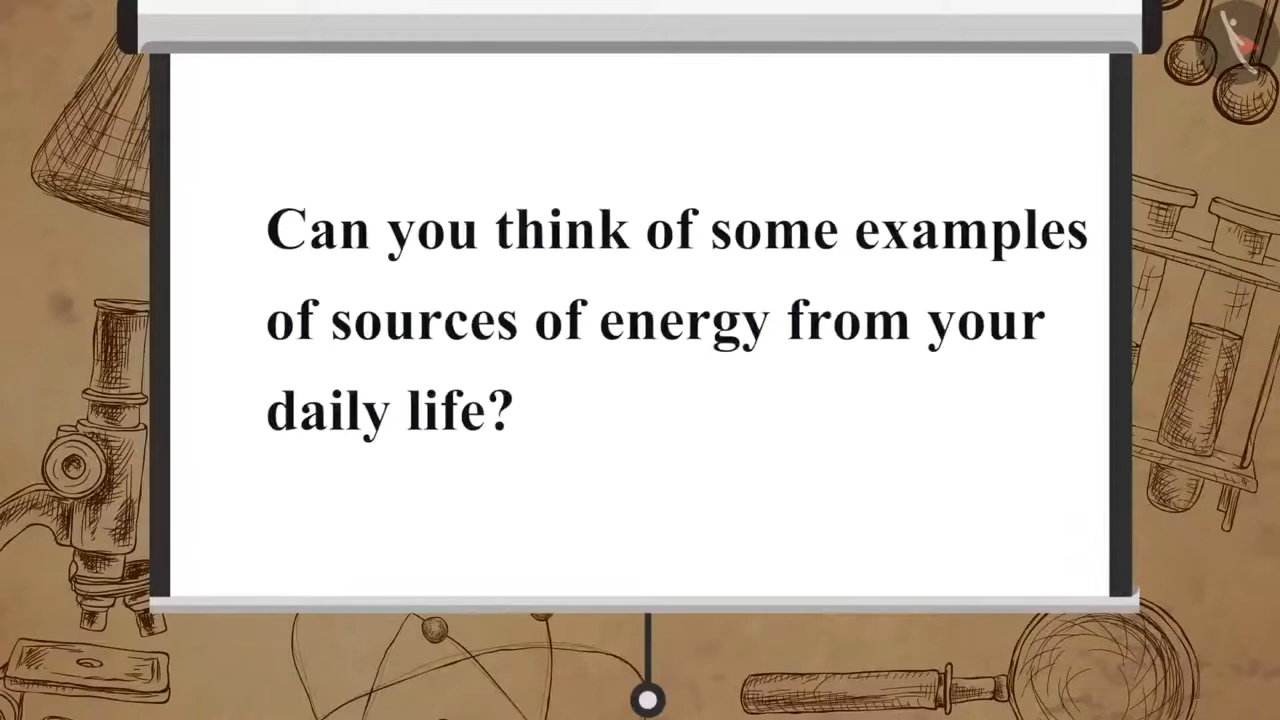 Can you think of some examples
of sources of energy from your
daily life?